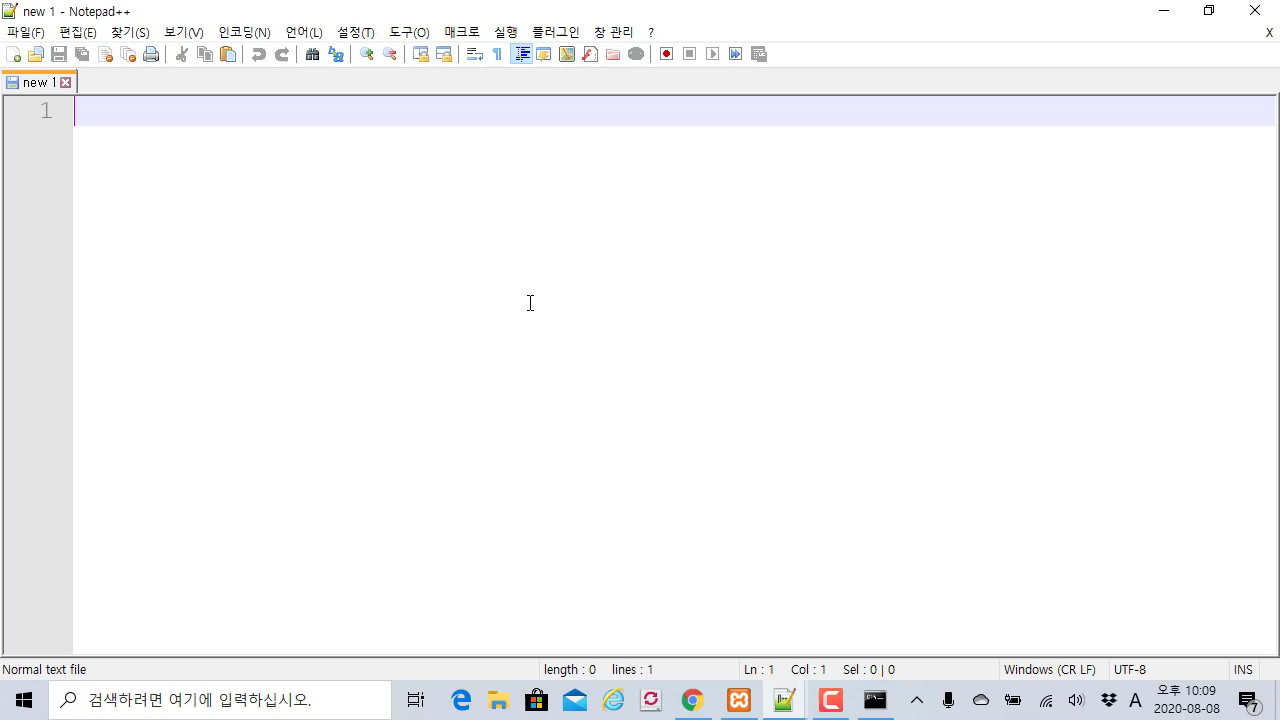 new 1 - Notepad++
파일(F) 편집(E) 찾기(S) 보기(V) 인코딩(N) 언어(L) 설정(T) 도구(O) 매크로 실행 플러그인 창 관리 ? X
new 1
1
Normal text file length : 0 lines : 1 Ln : 1 Col : 1 Sel : 0 | 0 Windows (CR LF) UTF-8 INS
검색하려면 여기에 입력하십시오.
A
오후 10:09
2020-08-08
7